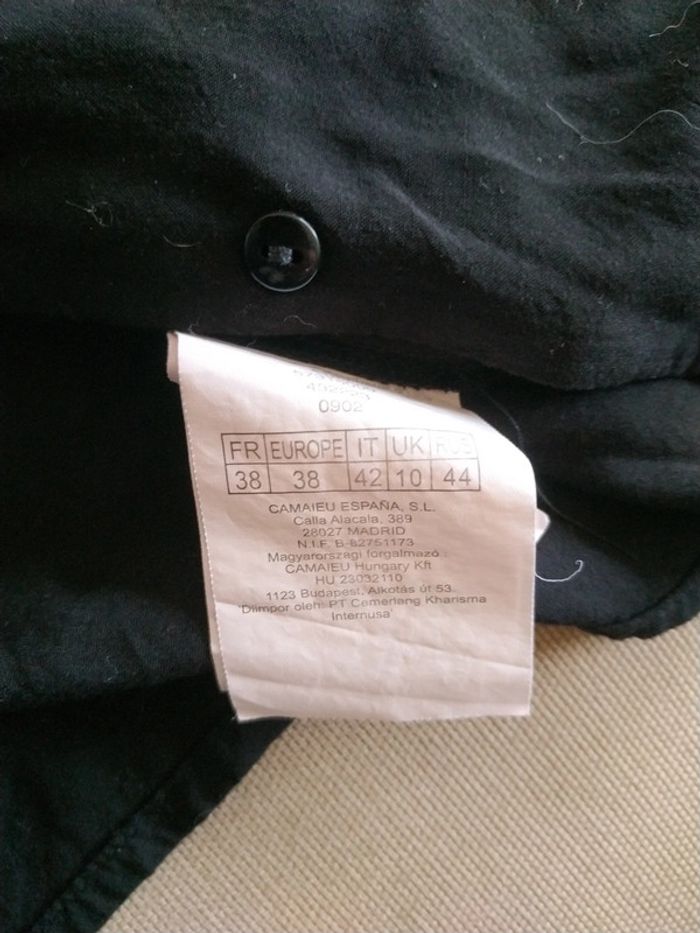 0902
FR EUROPE IT UK RUS
38 38 42 10 44
CAMAIEU ESPAÑA, S.L.
Calla Alacala, 389
28027 MADRID
N.I.F. B-82751173
Magyarországi forgalmazó :
CAMAIEU Hungary Kft
HU 23032110
1123 Budapest, Alkotás út 53
'Diimpor oleh: PT Cemerlang Kharisma
Internusa'